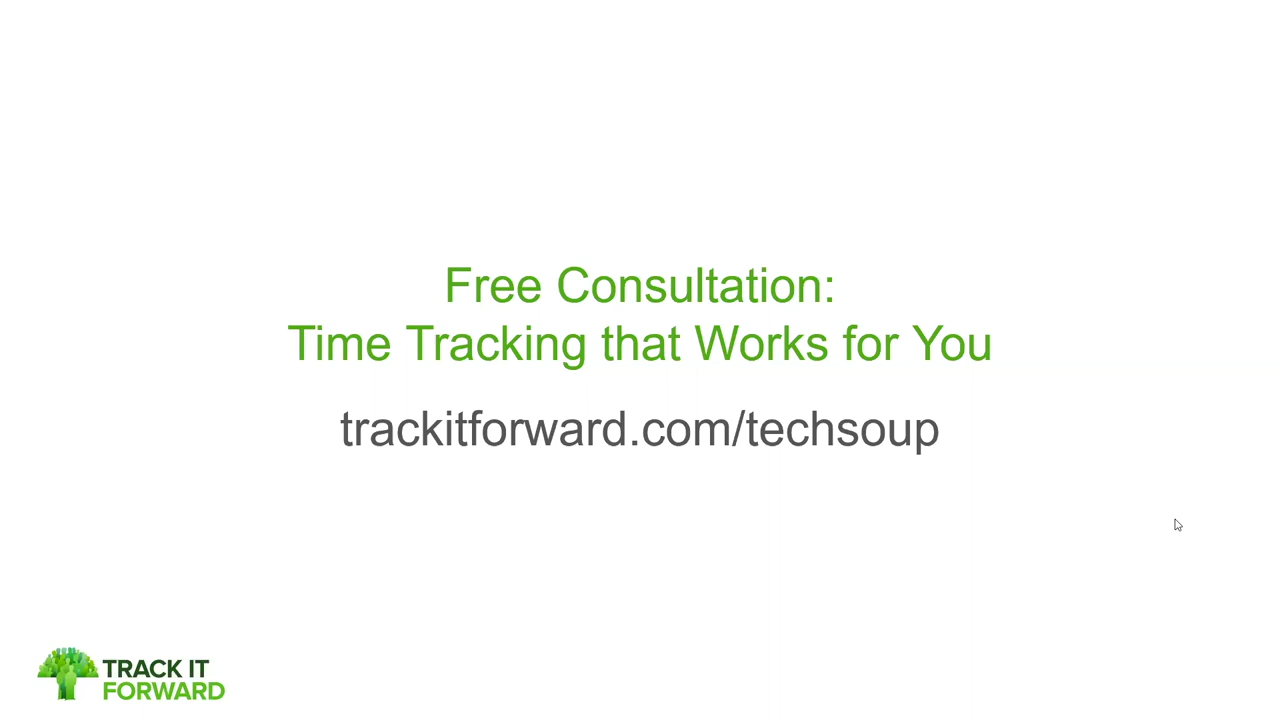 Free Consultation:
Time Tracking that Works for You
trackitforward.com/techsoup
TRACK IT
FORWARD